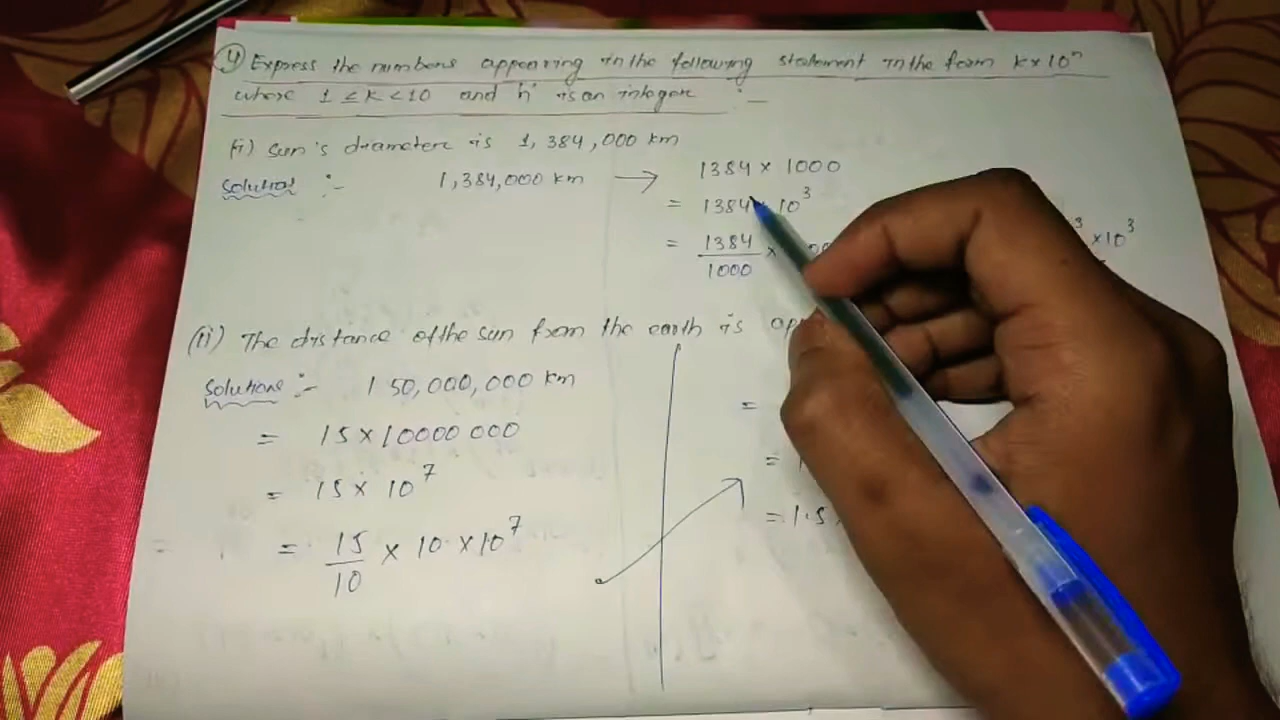 4) Express the numbers appearing in the following statement in the form K×10ⁿ
where 1 ≤ K < 10 and 'n' is an integer :-
(i) Sun's diameter is 1,384,000 km
Solution :- 1,384,000 km → 1384 × 1000
= 1384 × 10³
= 1384/1000 × ³ × 10³
(ii) The distance of the sun from the earth is
Solutions :- 150,000,000 km
= 15 × 10000000
= 15 × 10⁷
= 15/10 × 10 × 10⁷
=
=
= 1.5